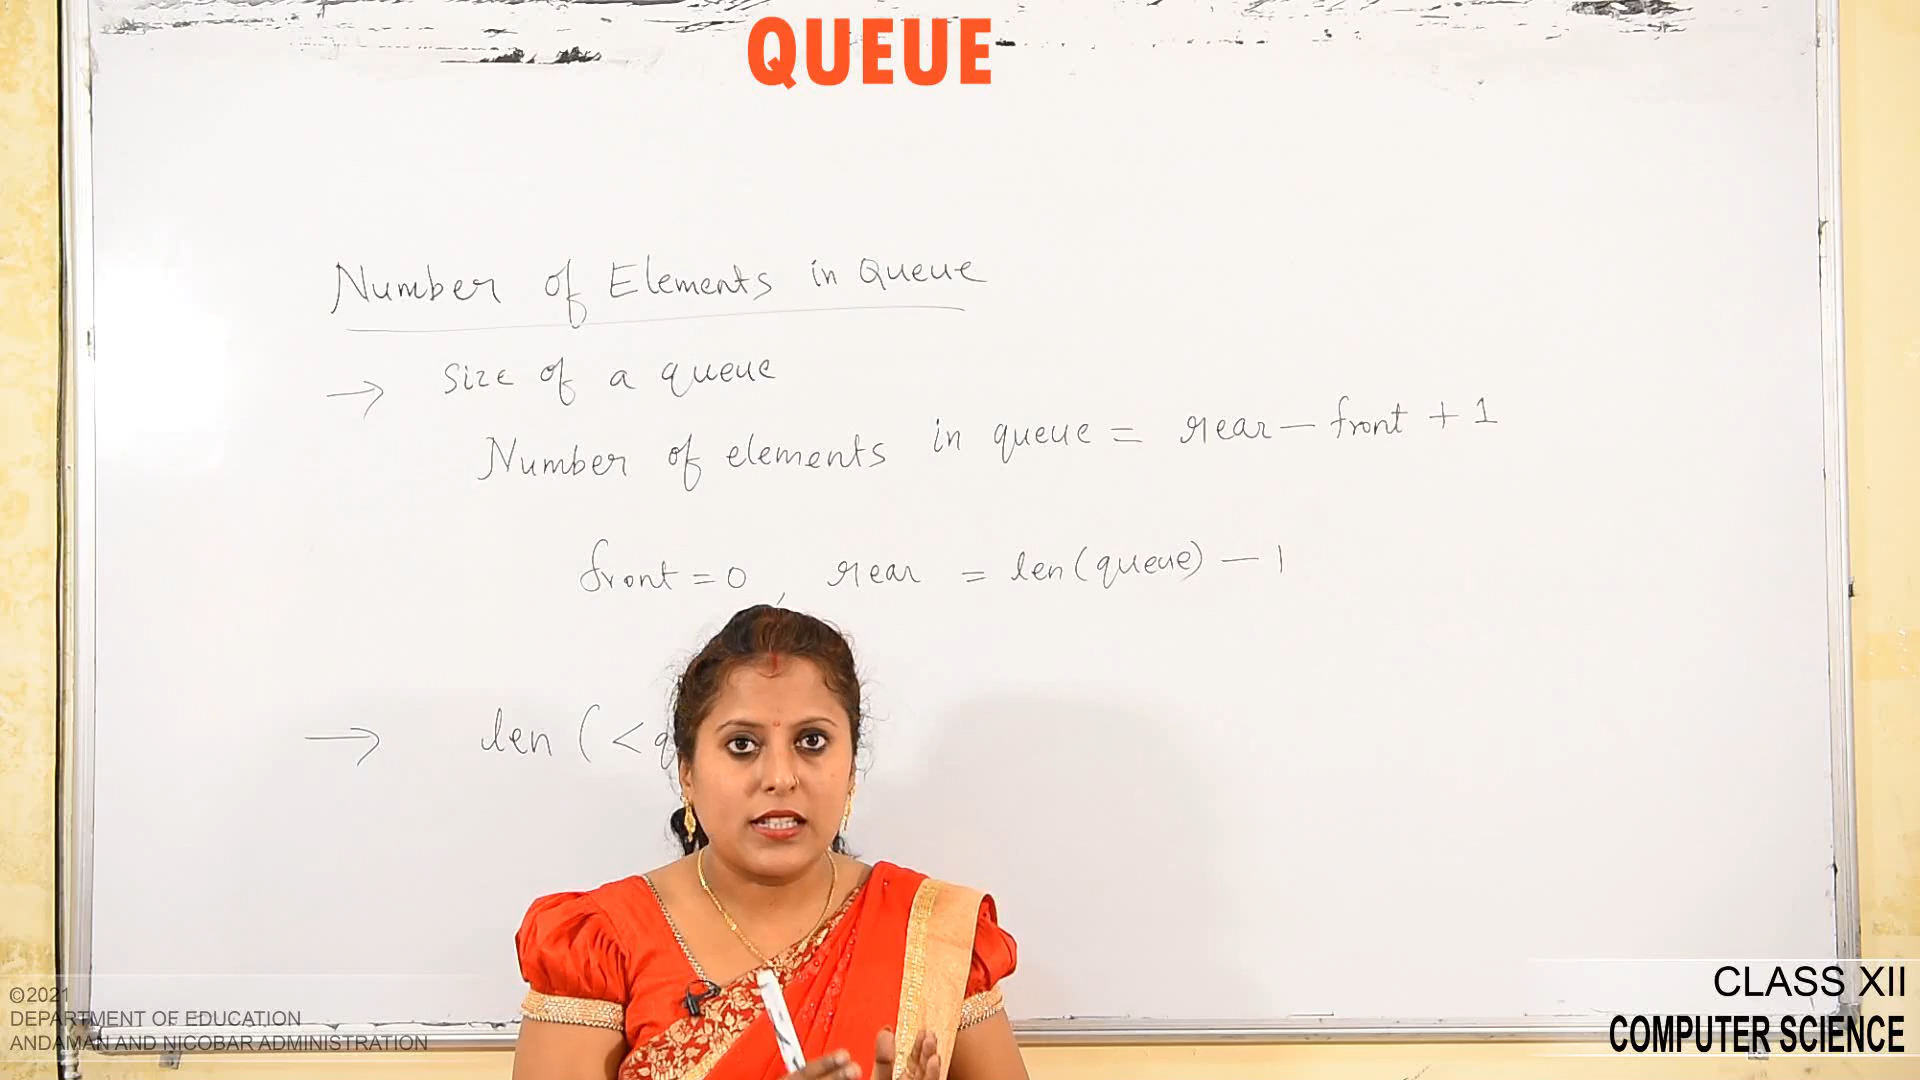 QUEUE
Number of Elements in Queue
→ Size of a queue
Number of elements in queue = rear - front + 1
front = 0, rear = len(queue) - 1
→ len (<q
©2021
DEPARTMENT OF EDUCATION
ANDAMAN AND NICOBAR ADMINISTRATION
CLASS XII
COMPUTER SCIENCE